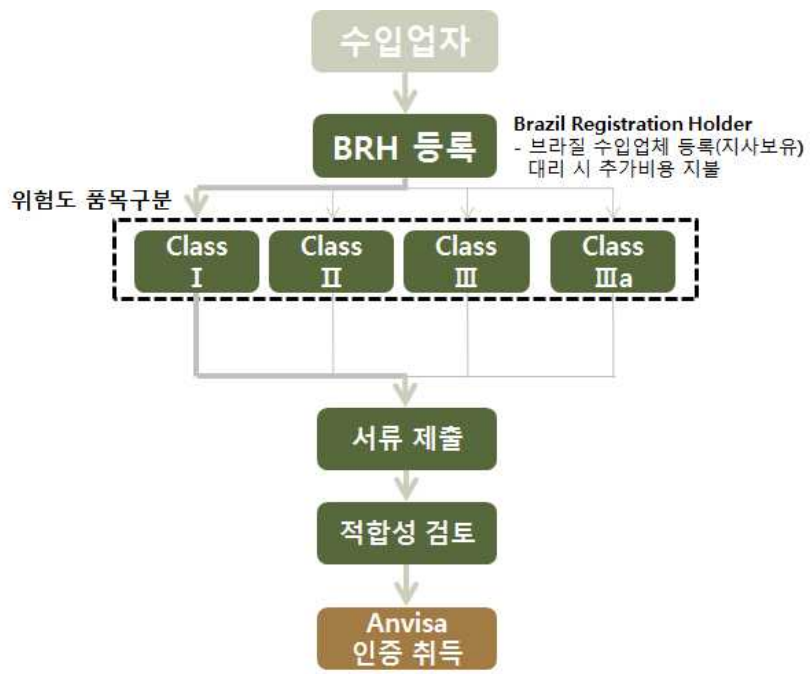 수입업자
BRH 등록
Brazil Registration Holder
- 브라질 수입업체 등록(지사보유)
대리 시 추가비용 지불
위험도 품목구분
Class
Ⅰ
Class
Ⅱ
Class
Ⅲ
Class
Ⅲa
서류 제출
적합성 검토
Anvisa
인증 취득